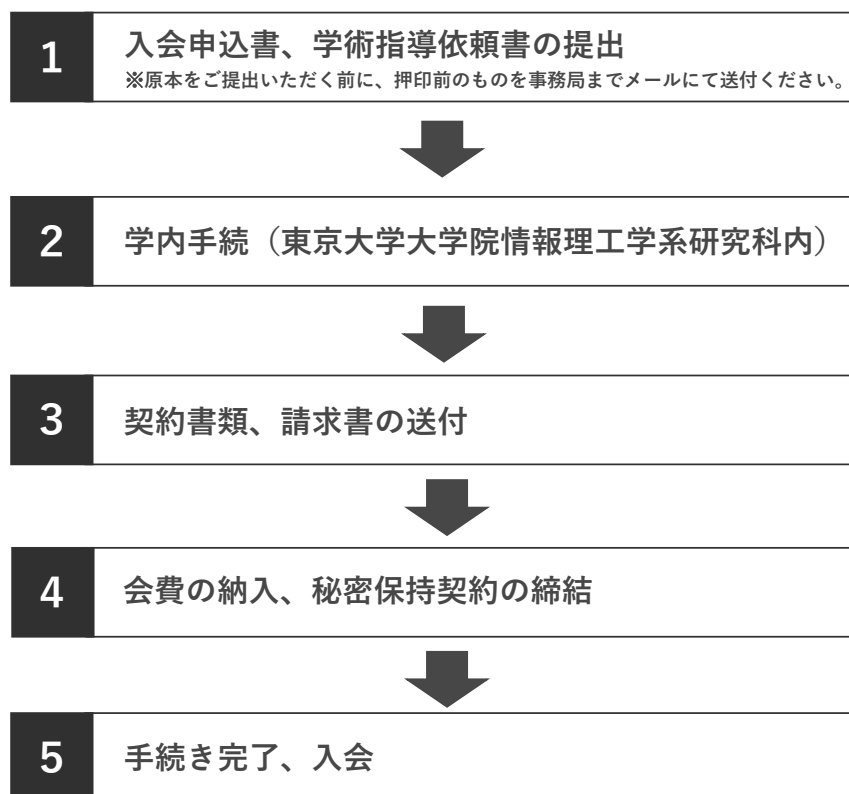 1
入会申込書、学術指導依頼書の提出
※原本をご提出いただく前に、押印前のものを事務局までメールにて送付ください。
2
学内手続（東京大学大学院情報理工学系研究科内）
3
契約書類、請求書の送付
4
会費の納入、秘密保持契約の締結
5
手続き完了、入会